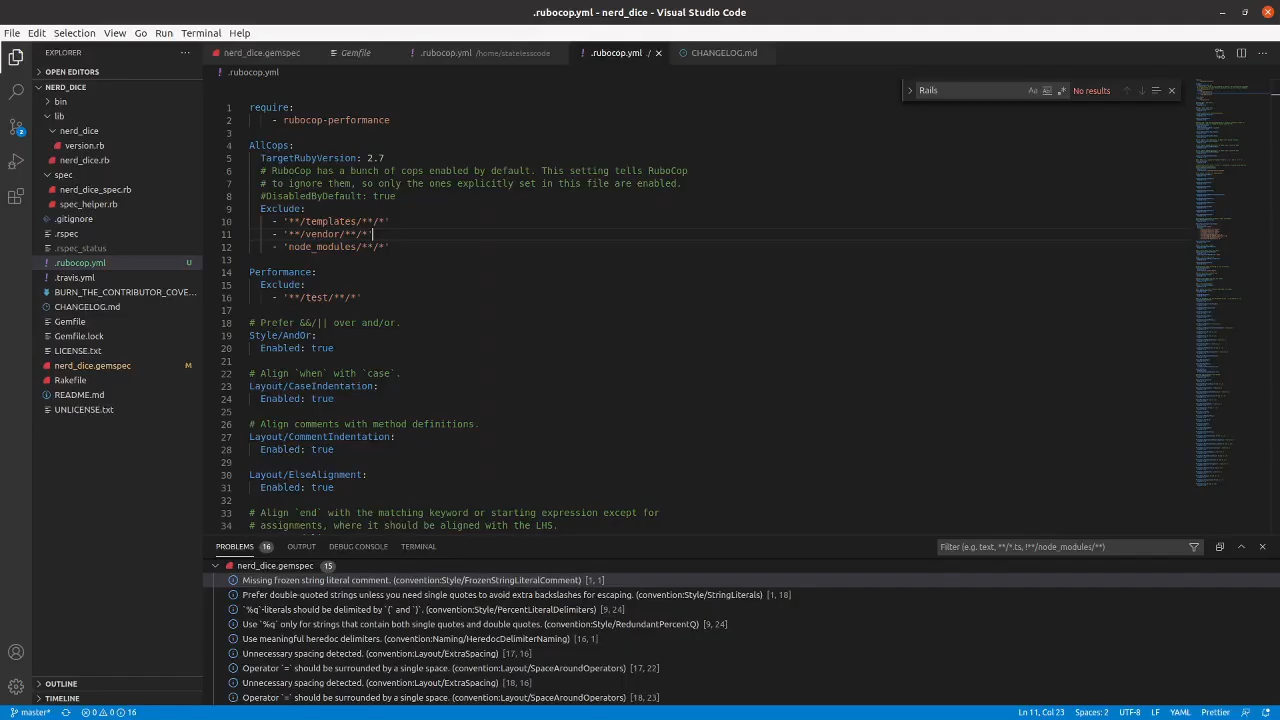 .rubocop.yml - nerd_dice - Visual Studio Code
File Edit Selection View Go Run Terminal Help
EXPLORER
nerd_dice.gemspec
Gemfile
.rubocop.yml /home/statelesscode
.rubocop.yml ./
CHANGELOG.md
OPEN EDITORS
.rubocop.yml
NERD_DICE
bin
lib
nerd_dice
version.rb
nerd_dice.rb
spec
nerd_dice_spec.rb
spec_helper.rb
.gitignore
.rspec
.rspec_status
.rubocop.yml U
.travis.yml
BURN_THE_CONTRIBUTOR_COVE...
CHANGELOG.md
Gemfile
Gemfile.lock
LICENSE.txt
nerd_dice.gemspec M
Rakefile
README.md
UNLICENSE.txt
OUTLINE
TIMELINE
Rails
Aa
No results
1 require:
2 - rubocop-performance
3
4 AllCops:
5 TargetRubyVersion: 2.7
6 # RuboCop has a bunch of cops enabled by default. This setting tells RuboCop
7 # to ignore them, so only the ones explicitly set in this file are enabled.
8 #DisabledByDefault: true
9 Exclude:
10 - '**/templates/**/*'
11 - '**/vendor/**/*'
12 - 'node_modules/**/*'
13
14 Performance:
15 Exclude:
16 - '**/test/**/*'
17
18 # Prefer &&/|| over and/or.
19 Style/AndOr:
20 Enabled: true
21
22 # Align `when` with `case`.
23 Layout/CaseIndentation:
24 Enabled: true
25
26 # Align comments with method definitions.
27 Layout/CommentIndentation:
28 Enabled: true
29
30 Layout/ElseAlignment:
31 Enabled: true
32
33 # Align `end` with the matching keyword or starting expression except for
34 # assignments, where it should be aligned with the LHS.
PROBLEMS 16 OUTPUT DEBUG CONSOLE TERMINAL
Filter (e.g. text, **/*.ts, !**/node_modules/**)
nerd_dice.gemspec 15
Missing frozen string literal comment. (convention:Style/FrozenStringLiteralComment) [1, 1]
Prefer double-quoted strings unless you need single quotes to avoid extra backslashes for escaping. (convention:Style/StringLiterals) [1, 18]
`%q`-literals should be delimited by `{` and `}`. (convention:Style/PercentLiteralDelimiters) [9, 24]
Use `%q` only for strings that contain both single quotes and double quotes. (convention:Style/RedundantPercentQ) [9, 24]
Use meaningful heredoc delimiters. (convention:Naming/HeredocDelimiterNaming) [16, 1]
Unnecessary spacing detected. (convention:Layout/ExtraSpacing) [17, 16]
Operator `=` should be surrounded by a single space. (convention:Layout/SpaceAroundOperators) [17, 22]
Unnecessary spacing detected. (convention:Layout/ExtraSpacing) [18, 16]
Operator `=` should be surrounded by a single space. (convention:Layout/SpaceAroundOperators) [18, 23]
master* 0 0 16
Ln 11, Col 23 Spaces: 2 UTF-8 LF YAML Prettier